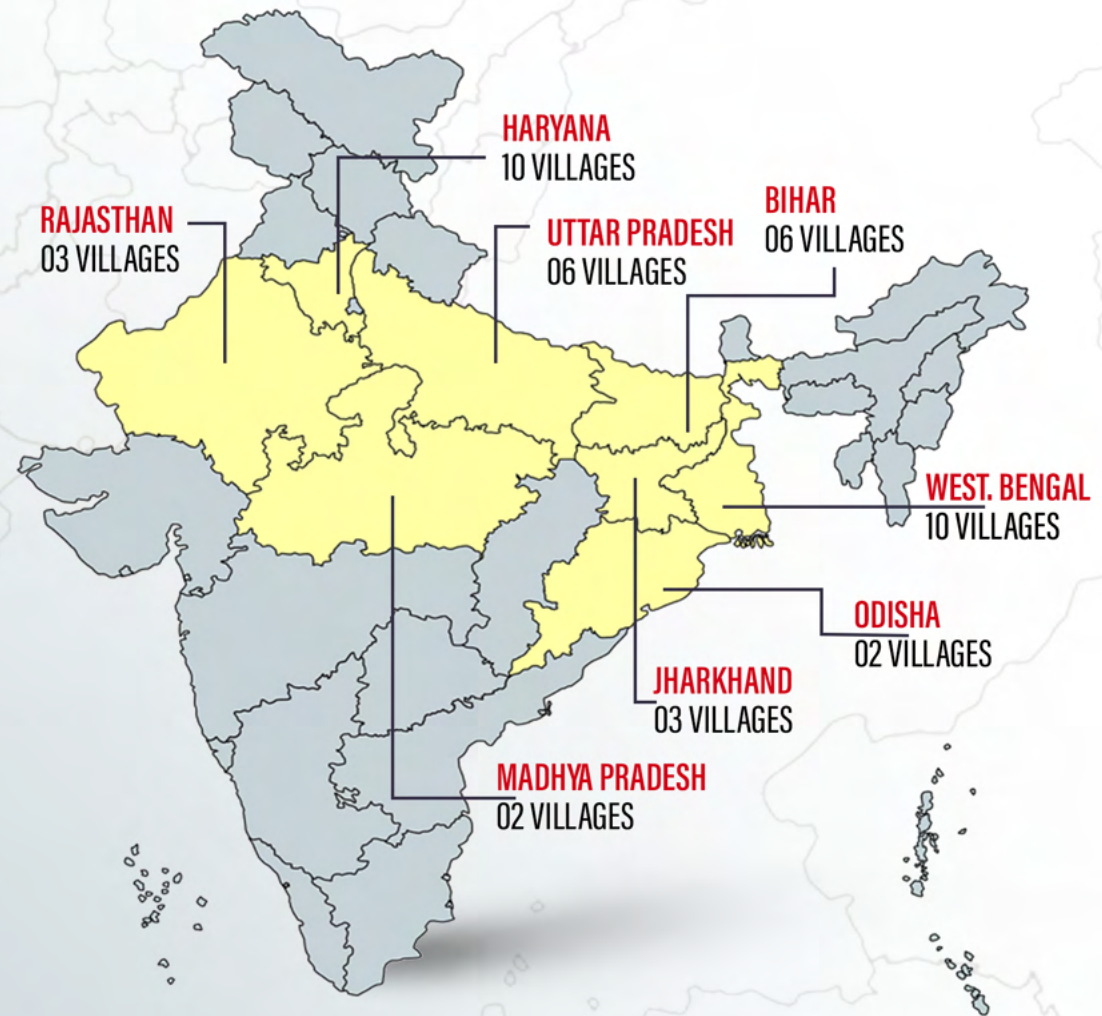 HARYANA
10 VILLAGES
RAJASTHAN
03 VILLAGES
UTTAR PRADESH
06 VILLAGES
BIHAR
06 VILLAGES
WEST. BENGAL
10 VILLAGES
ODISHA
02 VILLAGES
JHARKHAND
03 VILLAGES
MADHYA PRADESH
02 VILLAGES